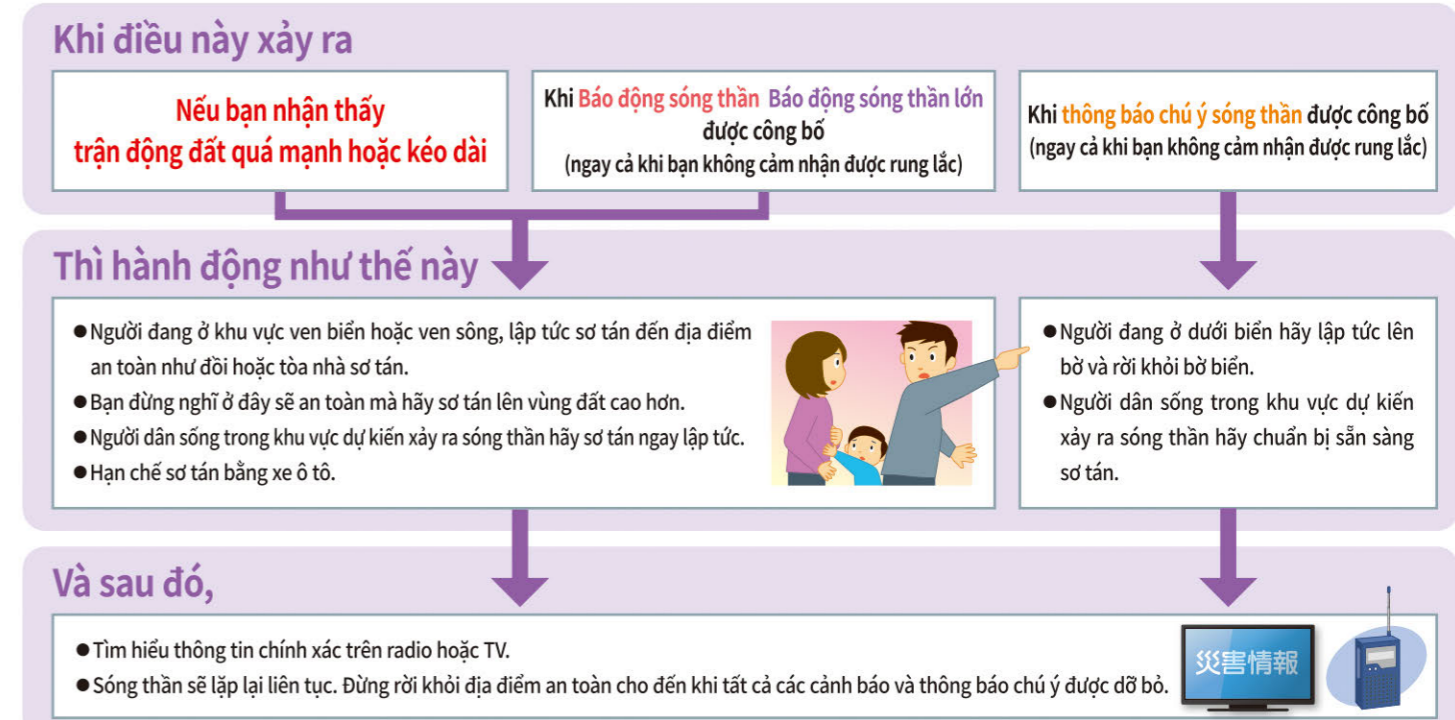 Khi điều này xảy ra
Nếu bạn nhận thấy
trận động đất quá mạnh hoặc kéo dài
Khi Báo động sóng thần Báo động sóng thần lớn
được công bố
(ngay cả khi bạn không cảm nhận được rung lắc)
Khi thông báo chú ý sóng thần được công bố
(ngay cả khi bạn không cảm nhận được rung lắc)
Thì hành động như thế này
●Người đang ở khu vực ven biển hoặc ven sông, lập tức sơ tán đến địa điểm
an toàn như đồi hoặc tòa nhà sơ tán.
●Bạn đừng nghĩ ở đây sẽ an toàn mà hãy sơ tán lên vùng đất cao hơn.
●Người dân sống trong khu vực dự kiến xảy ra sóng thần hãy sơ tán ngay lập tức.
●Hạn chế sơ tán bằng xe ô tô.
●Người đang ở dưới biển hãy lập tức lên
bờ và rời khỏi bờ biển.
●Người dân sống trong khu vực dự kiến
xảy ra sóng thần hãy chuẩn bị sẵn sàng
sơ tán.
Và sau đó,
●Tìm hiểu thông tin chính xác trên radio hoặc TV.
●Sóng thần sẽ lặp lại liên tục. Đừng rời khỏi địa điểm an toàn cho đến khi tất cả các cảnh báo và thông báo chú ý được dỡ bỏ.
災害情報